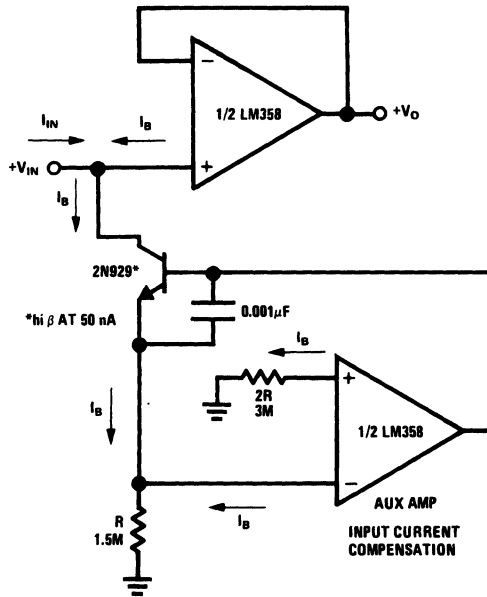 −
1/2 LM358
+V₀
I_IN
I_B
+
+V_IN
I_B
2N929*
*hi β AT 50 nA
0.001μF
I_B
2R
3M
+
1/2 LM358
−
I_B
AUX AMP
I_B
R
1.5M
INPUT CURRENT
COMPENSATION